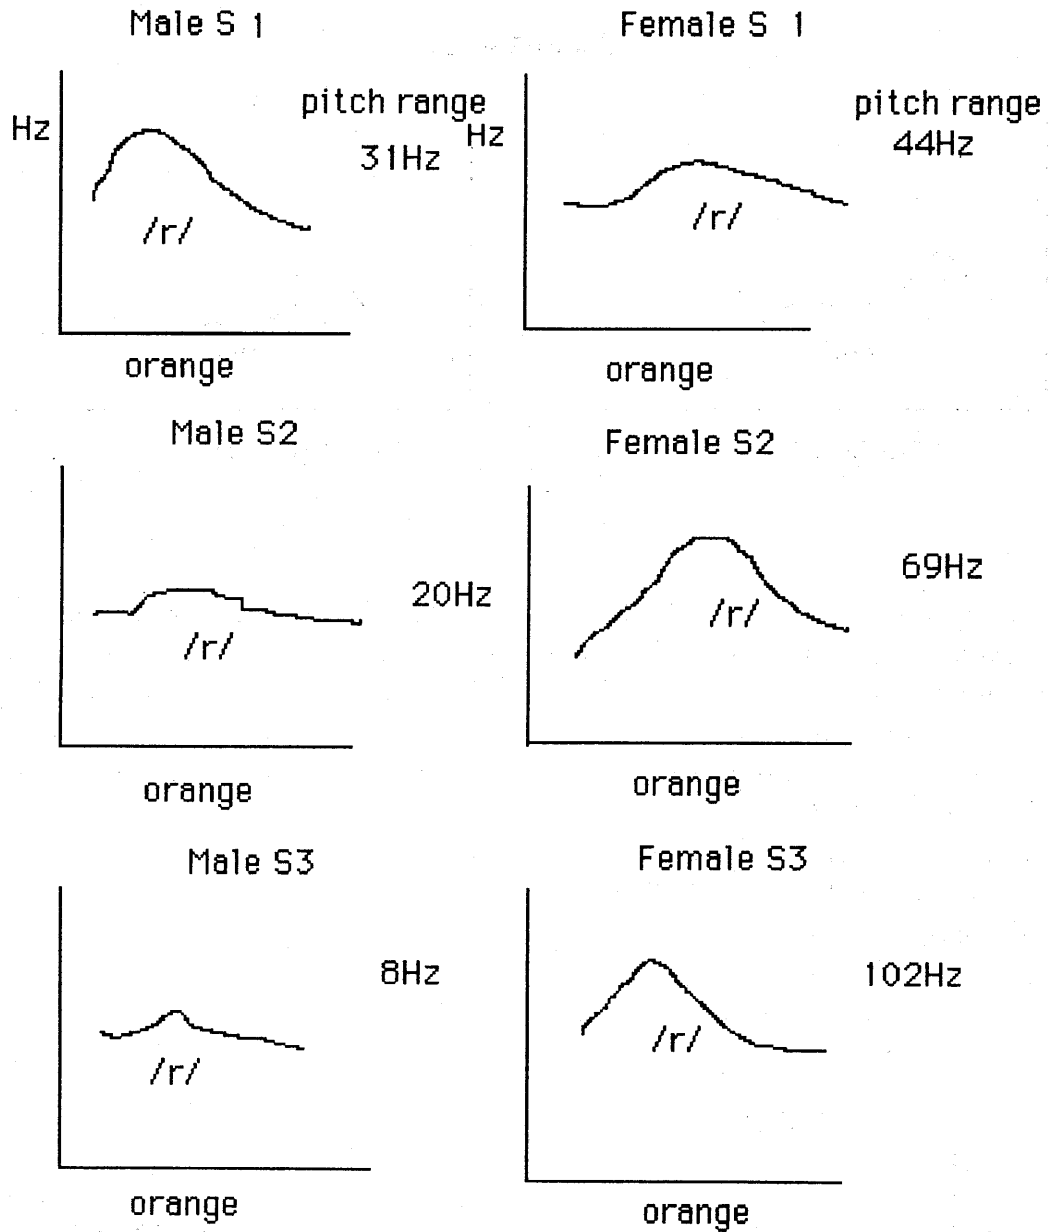 Male S 1
Female S 1
Hz
pitch range
31Hz
/r/
orange
Hz
pitch range
44Hz
/r/
orange
Male S2
20Hz
/r/
orange
Female S2
69Hz
/r/
orange
Male S3
8Hz
/r/
orange
Female S3
102Hz
/r/
orange